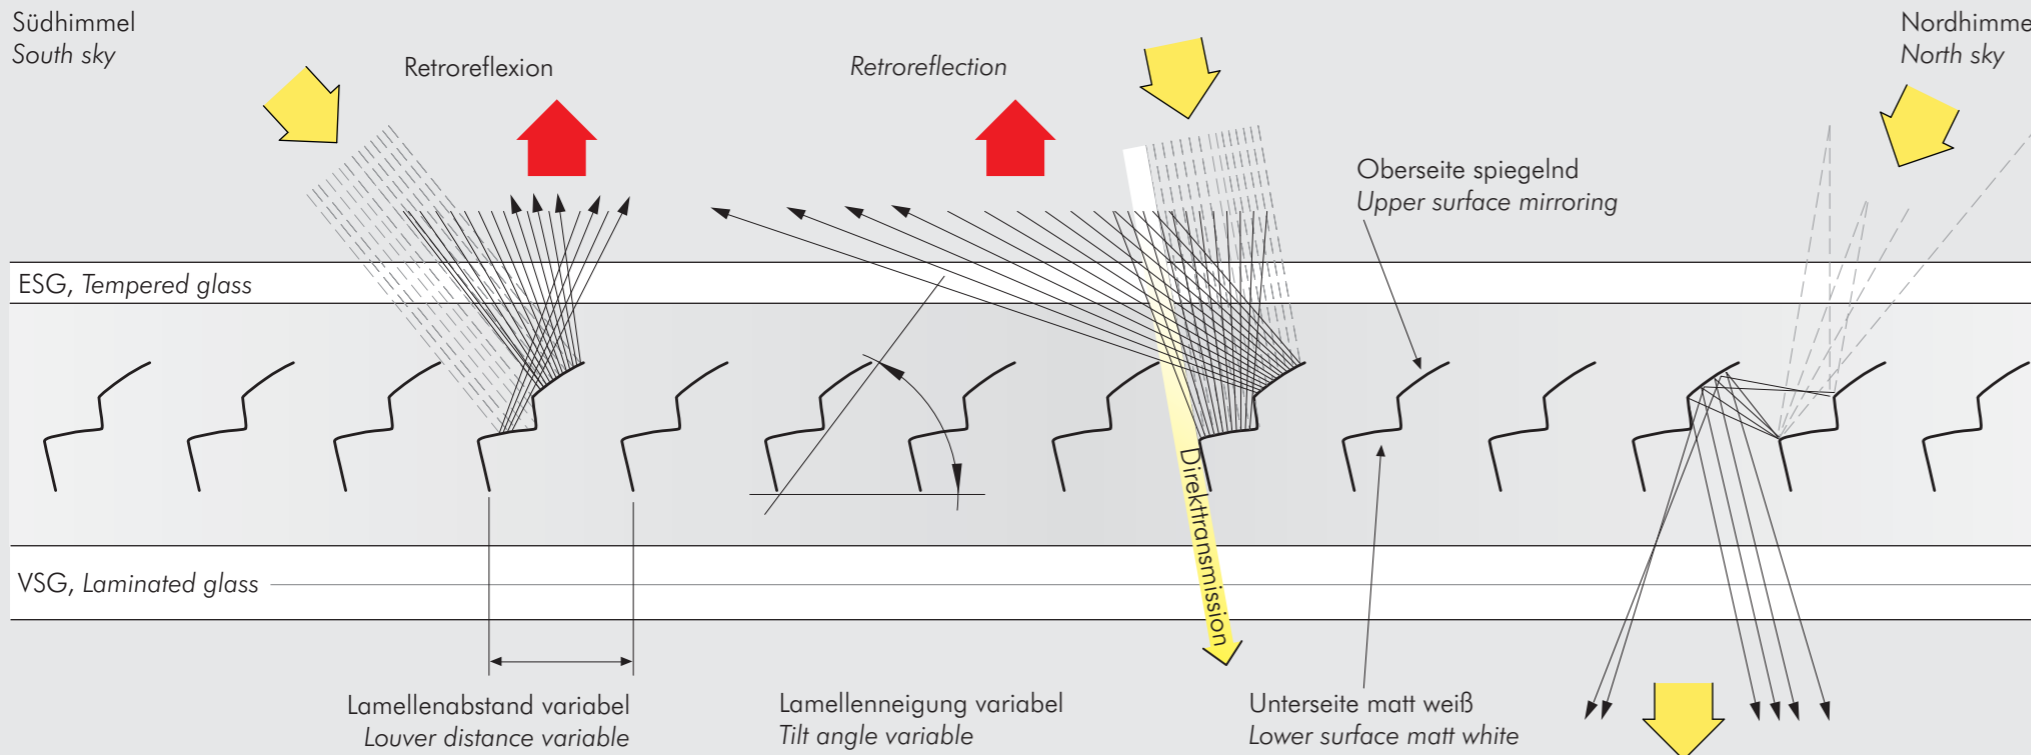 Südhimmel
South sky
Retroreflexion
Retroreflection
Nordhimme
North sky
Oberseite spiegelnd
Upper surface mirroring
ESG, Tempered glass
Direkttransmission
VSG, Laminated glass
Lamellenabstand variabel
Louver distance variable
Lamellenneigung variabel
Tilt angle variable
Unterseite matt weiß
Lower surface matt white